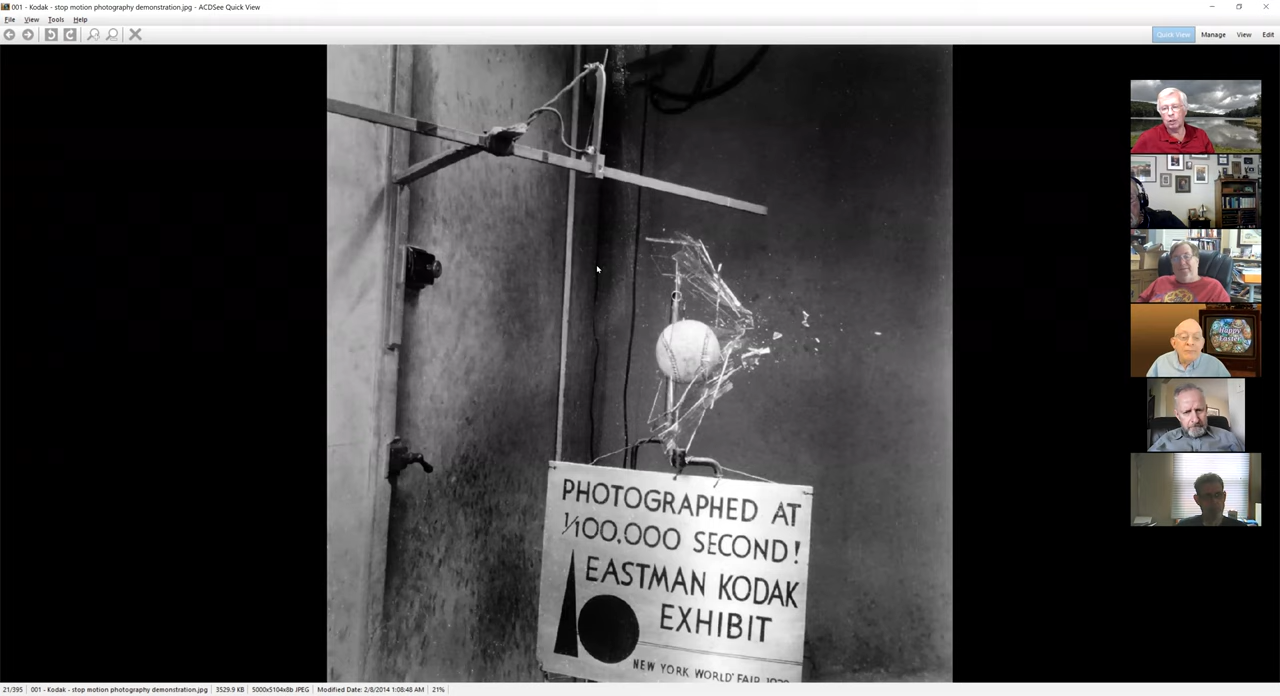 001 - Kodak - stop motion photography demonstration.jpg - ACDSee Quick View
File View Tools Help
Quick View Manage View Edit
PHOTOGRAPHED AT
1/100,000 SECOND!
EASTMAN KODAK
EXHIBIT
NEW YORK WORLD'S FAIR
Happy
Easter
21/395 001 - Kodak - stop motion photography demonstration.jpg 3529.9 KB 5000x5104x8b JPEG Modified Date: 2/8/2014 1:08:48 AM 21%